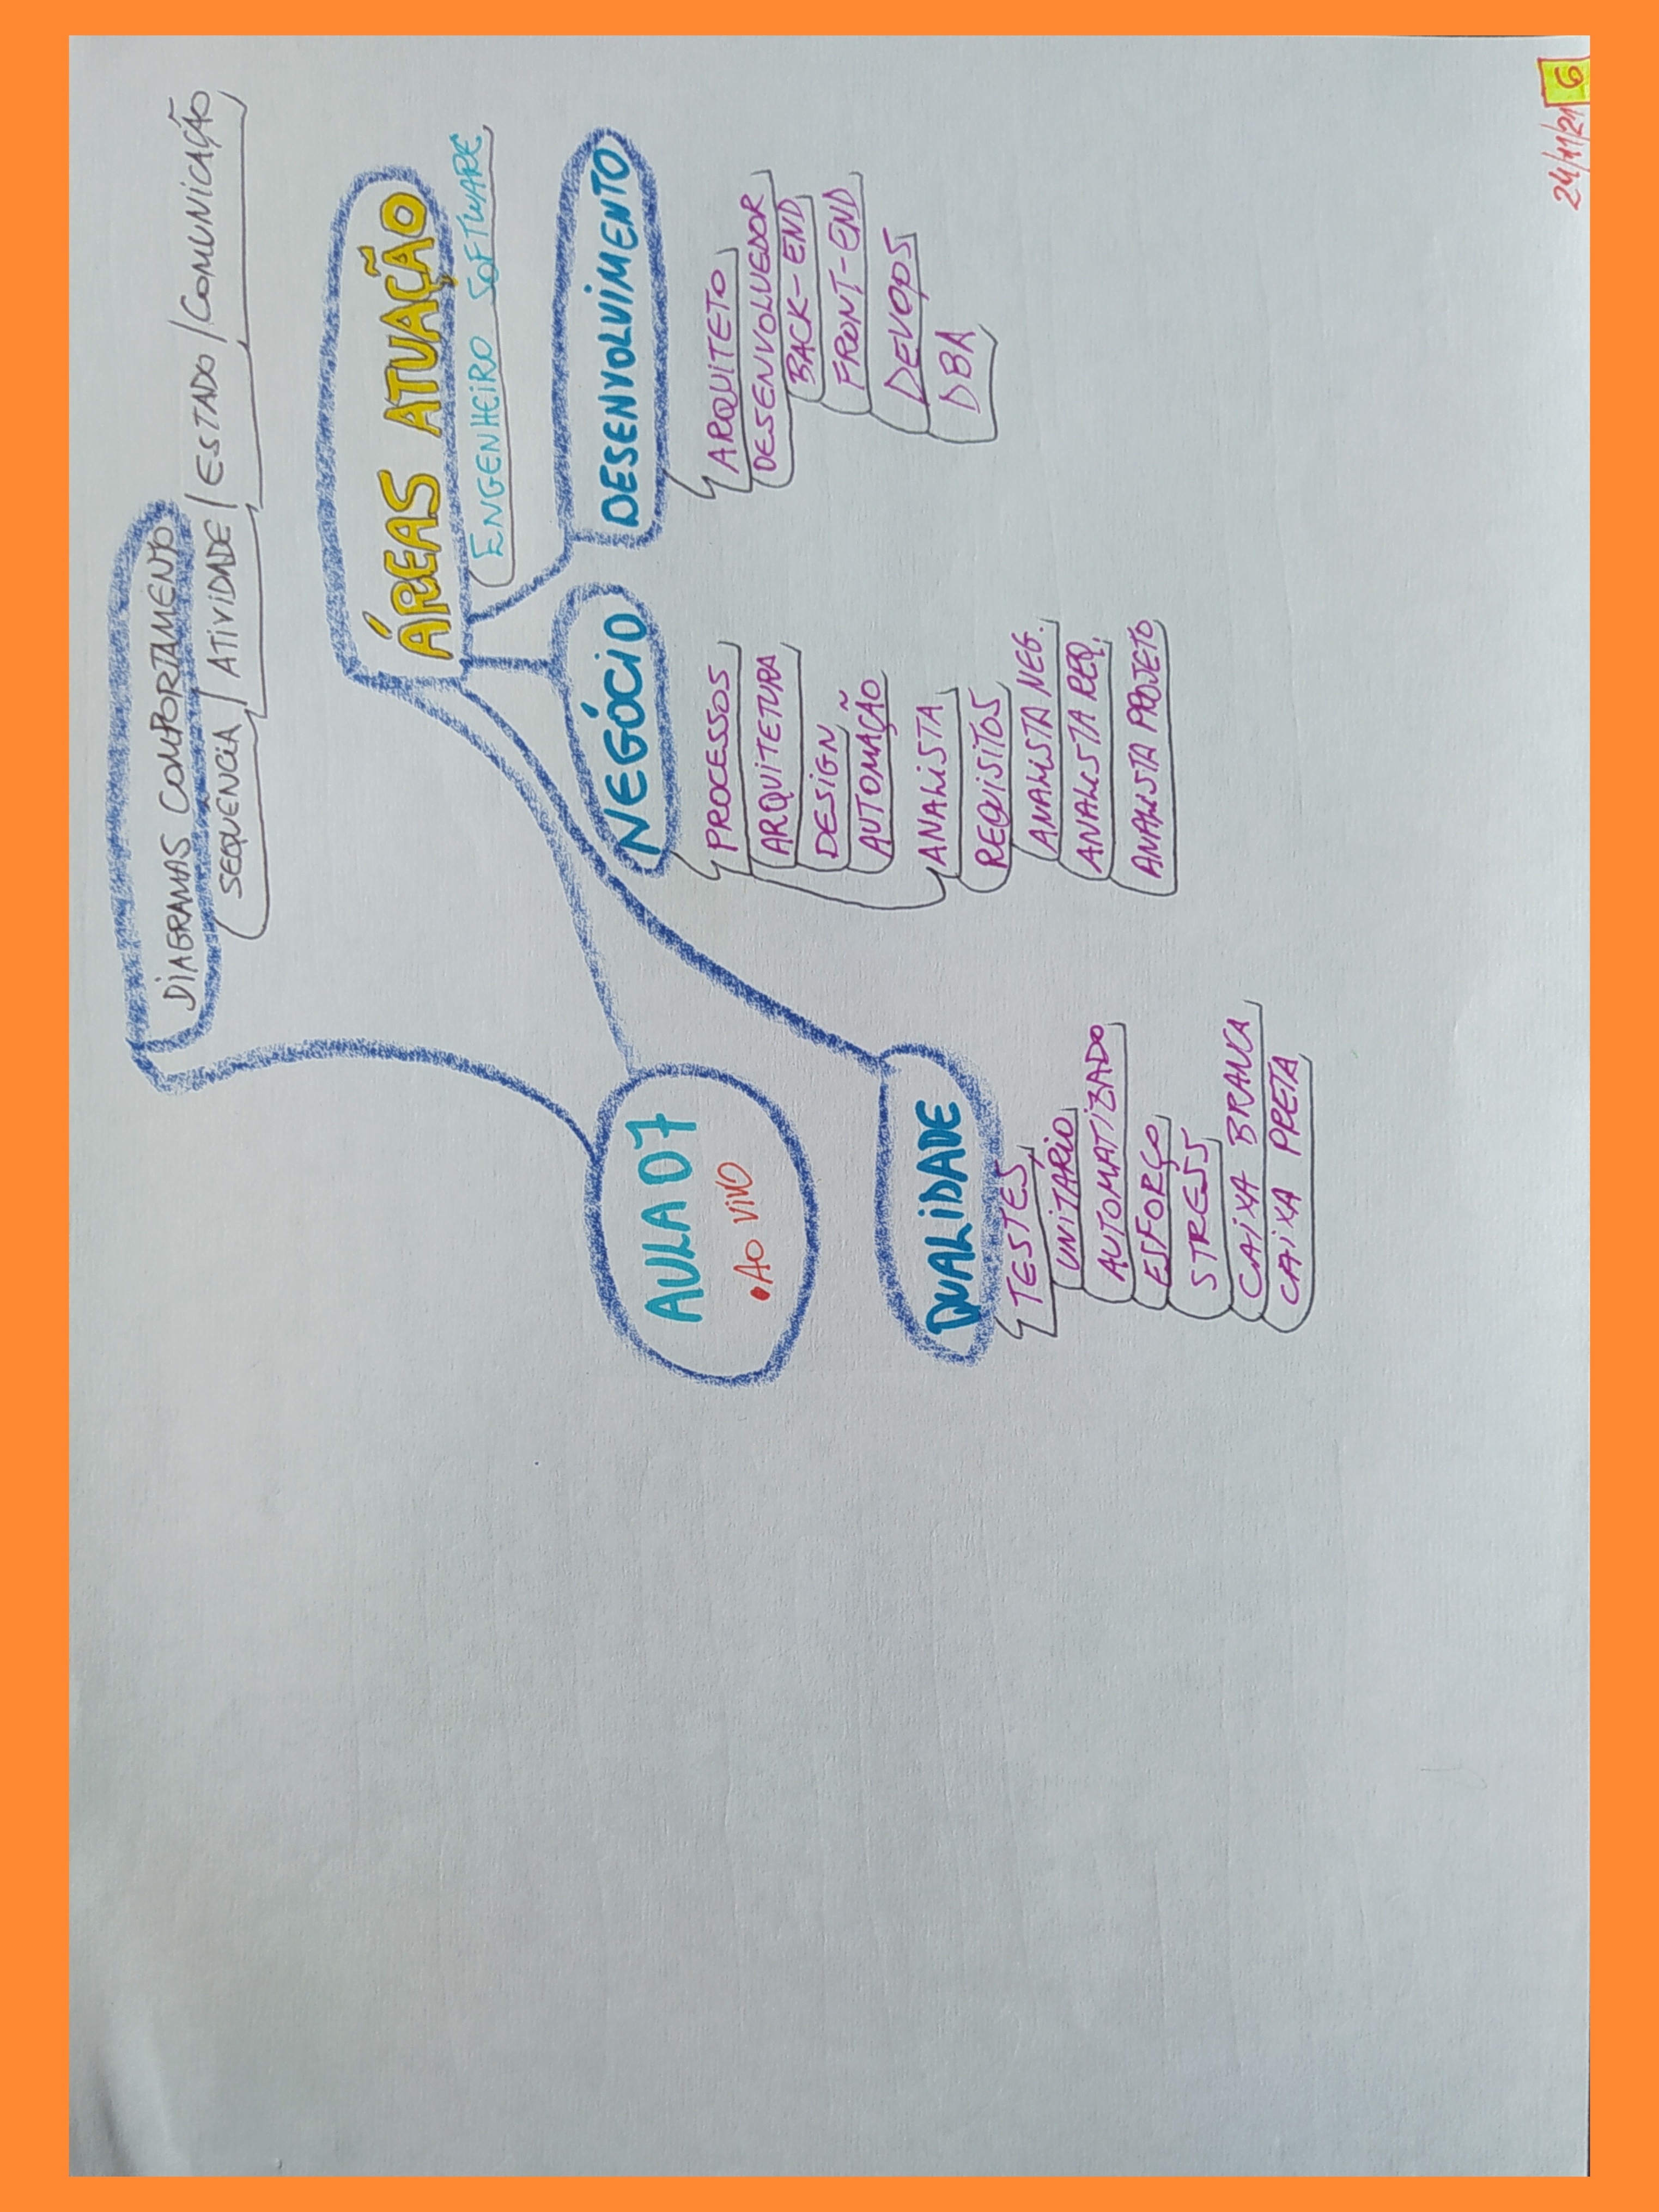 DIAGRAMAS COMPORTAMENTO
SEQUÊNCIA / ATIVIDADE / ESTADO / COMUNICAÇÃO
ÁREAS ATUAÇÃO
ENGENHEIRO SOFTWARE
AULA 07
• AO VIVO
NEGÓCIO
PROCESSOS
ARQUITETURA
DESIGN
AUTOMAÇÃO
ANALISTA
REQUISITOS
ANALISTA NEG.
ANALISTA REQ.
ANALISTA PROJETO
DESENVOLVIMENTO
ARQUITETO
DESENVOLVEDOR
BACK-END
FRONT-END
DEVOPS
DBA
QUALIDADE
TESTES
UNITÁRIO
AUTOMATIZADO
ESFORÇO
STRESS
CAIXA BRANCA
CAIXA PRETA
24/11/21 6